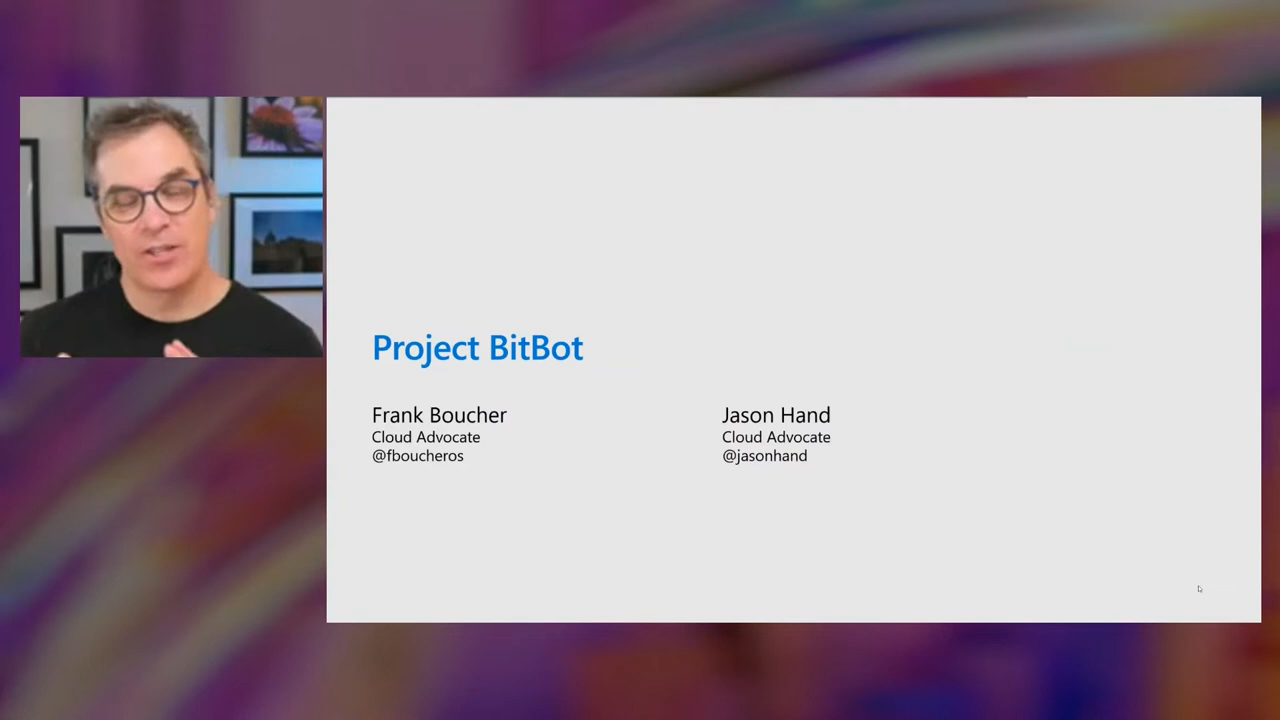 Project BitBot
Frank Boucher
Cloud Advocate
@fboucheros
Jason Hand
Cloud Advocate
@jasonhand